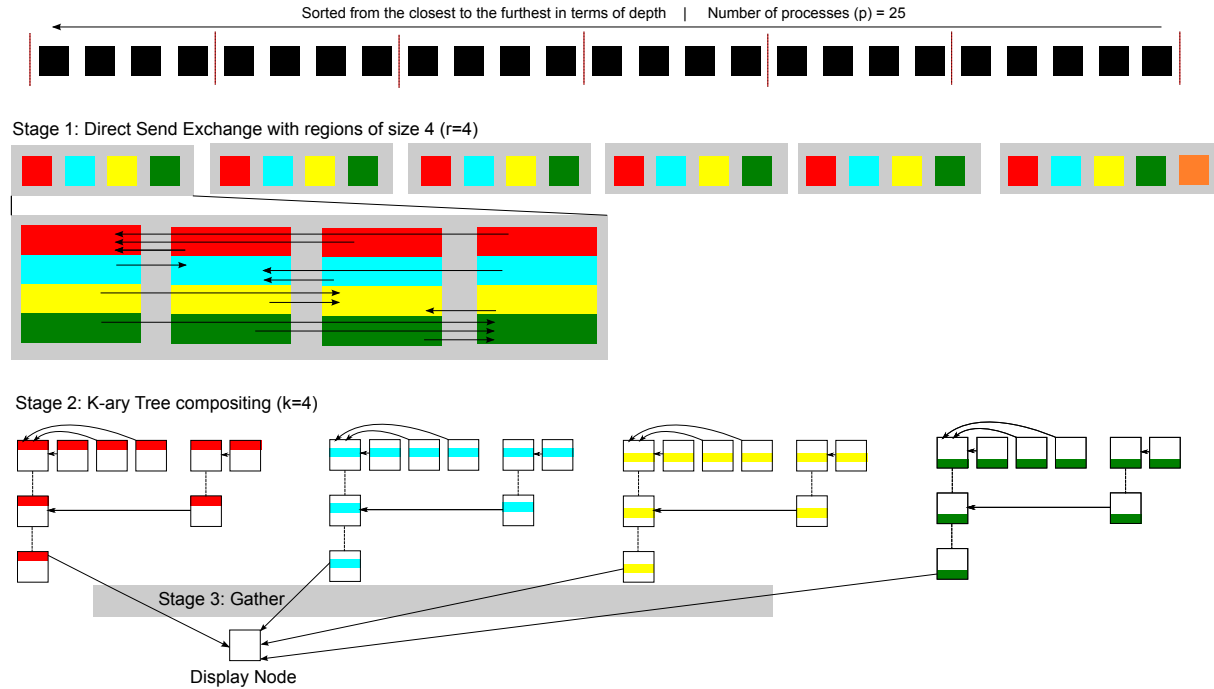 Sorted from the closest to the furthest in terms of depth | Number of processes (p) = 25
Stage 1: Direct Send Exchange with regions of size 4 (r=4)
Stage 2: K-ary Tree compositing (k=4)
Stage 3: Gather
Display Node